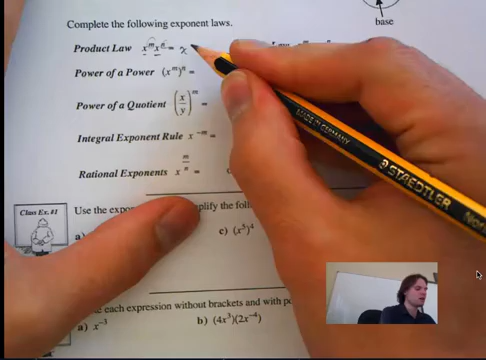 Complete the following exponent laws.
base
Product Law x^m x^n = x
Power of a Power (x^m)^n =
Power of a Quotient (x/y)^m =
Integral Exponent Rule x^-m =
Rational Exponents x^(m/n) =
Class Ex. #1
Use the
c) (x^5)^4
each expression without brackets and with
a) x^-3
b) (4x^3)(2x^-4)
MADE IN GERMANY
STAEDTLER